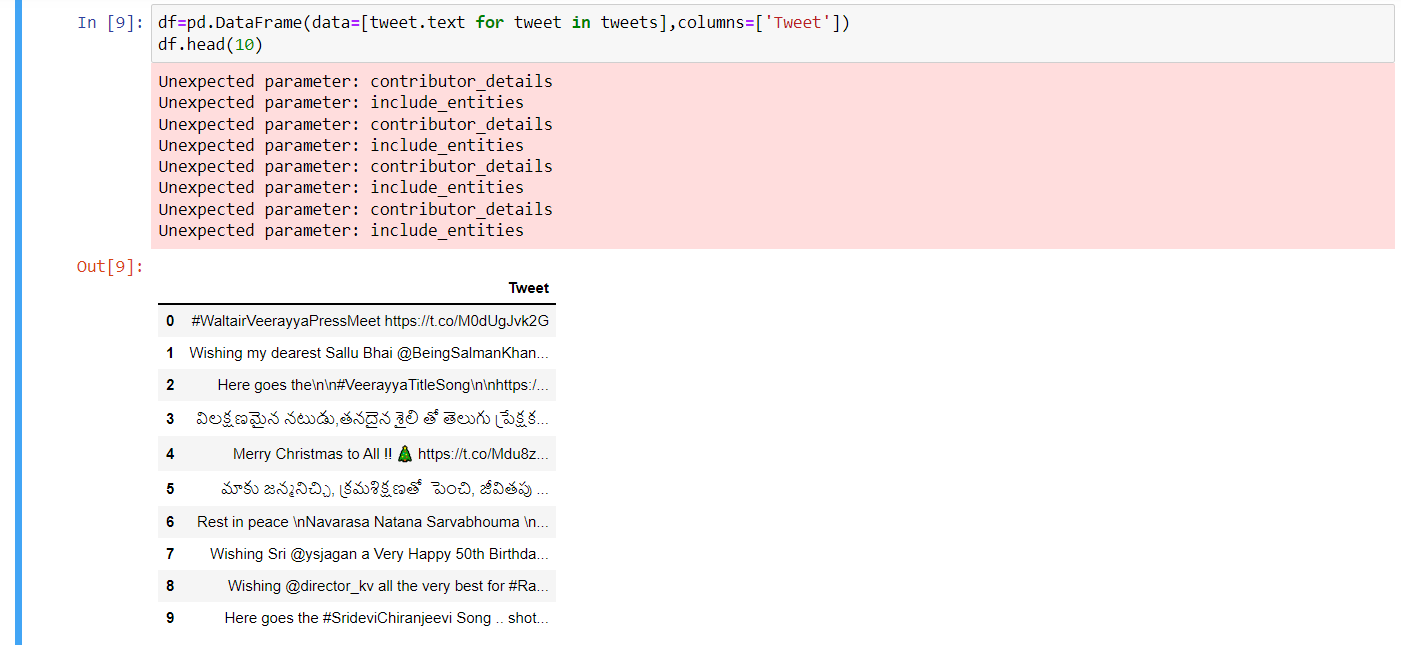 In [9]: df=pd.DataFrame(data=[tweet.text for tweet in tweets],columns=['Tweet'])
df.head(10)
Unexpected parameter: contributor_details
Unexpected parameter: include_entities
Unexpected parameter: contributor_details
Unexpected parameter: include_entities
Unexpected parameter: contributor_details
Unexpected parameter: include_entities
Unexpected parameter: contributor_details
Unexpected parameter: include_entities
Out[9]:
Tweet
0 #WaltairVeerayyaPressMeet https://t.co/M0dUgJvk2G
1 Wishing my dearest Sallu Bhai @BeingSalmanKhan...
2 Here goes the\n\n#VeerayyaTitleSong\n\nhttps:/...
3 విలక్షణమైన నటుడు,తనదైన శైలి తో తెలుగు ప్రేక్షక...
4 Merry Christmas to All !! 🎄 https://t.co/Mdu8z...
5 మాకు జన్మనిచ్చి, క్రమశిక్షణతో  పెంచి, జీవితపు ...
6 Rest in peace \nNavarasa Natana Sarvabhouma \n...
7 Wishing Sri @ysjagan a Very Happy 50th Birthda...
8 Wishing @director_kv all the very best for #Ra...
9 Here goes the #SrideviChiranjeevi Song .. shot...